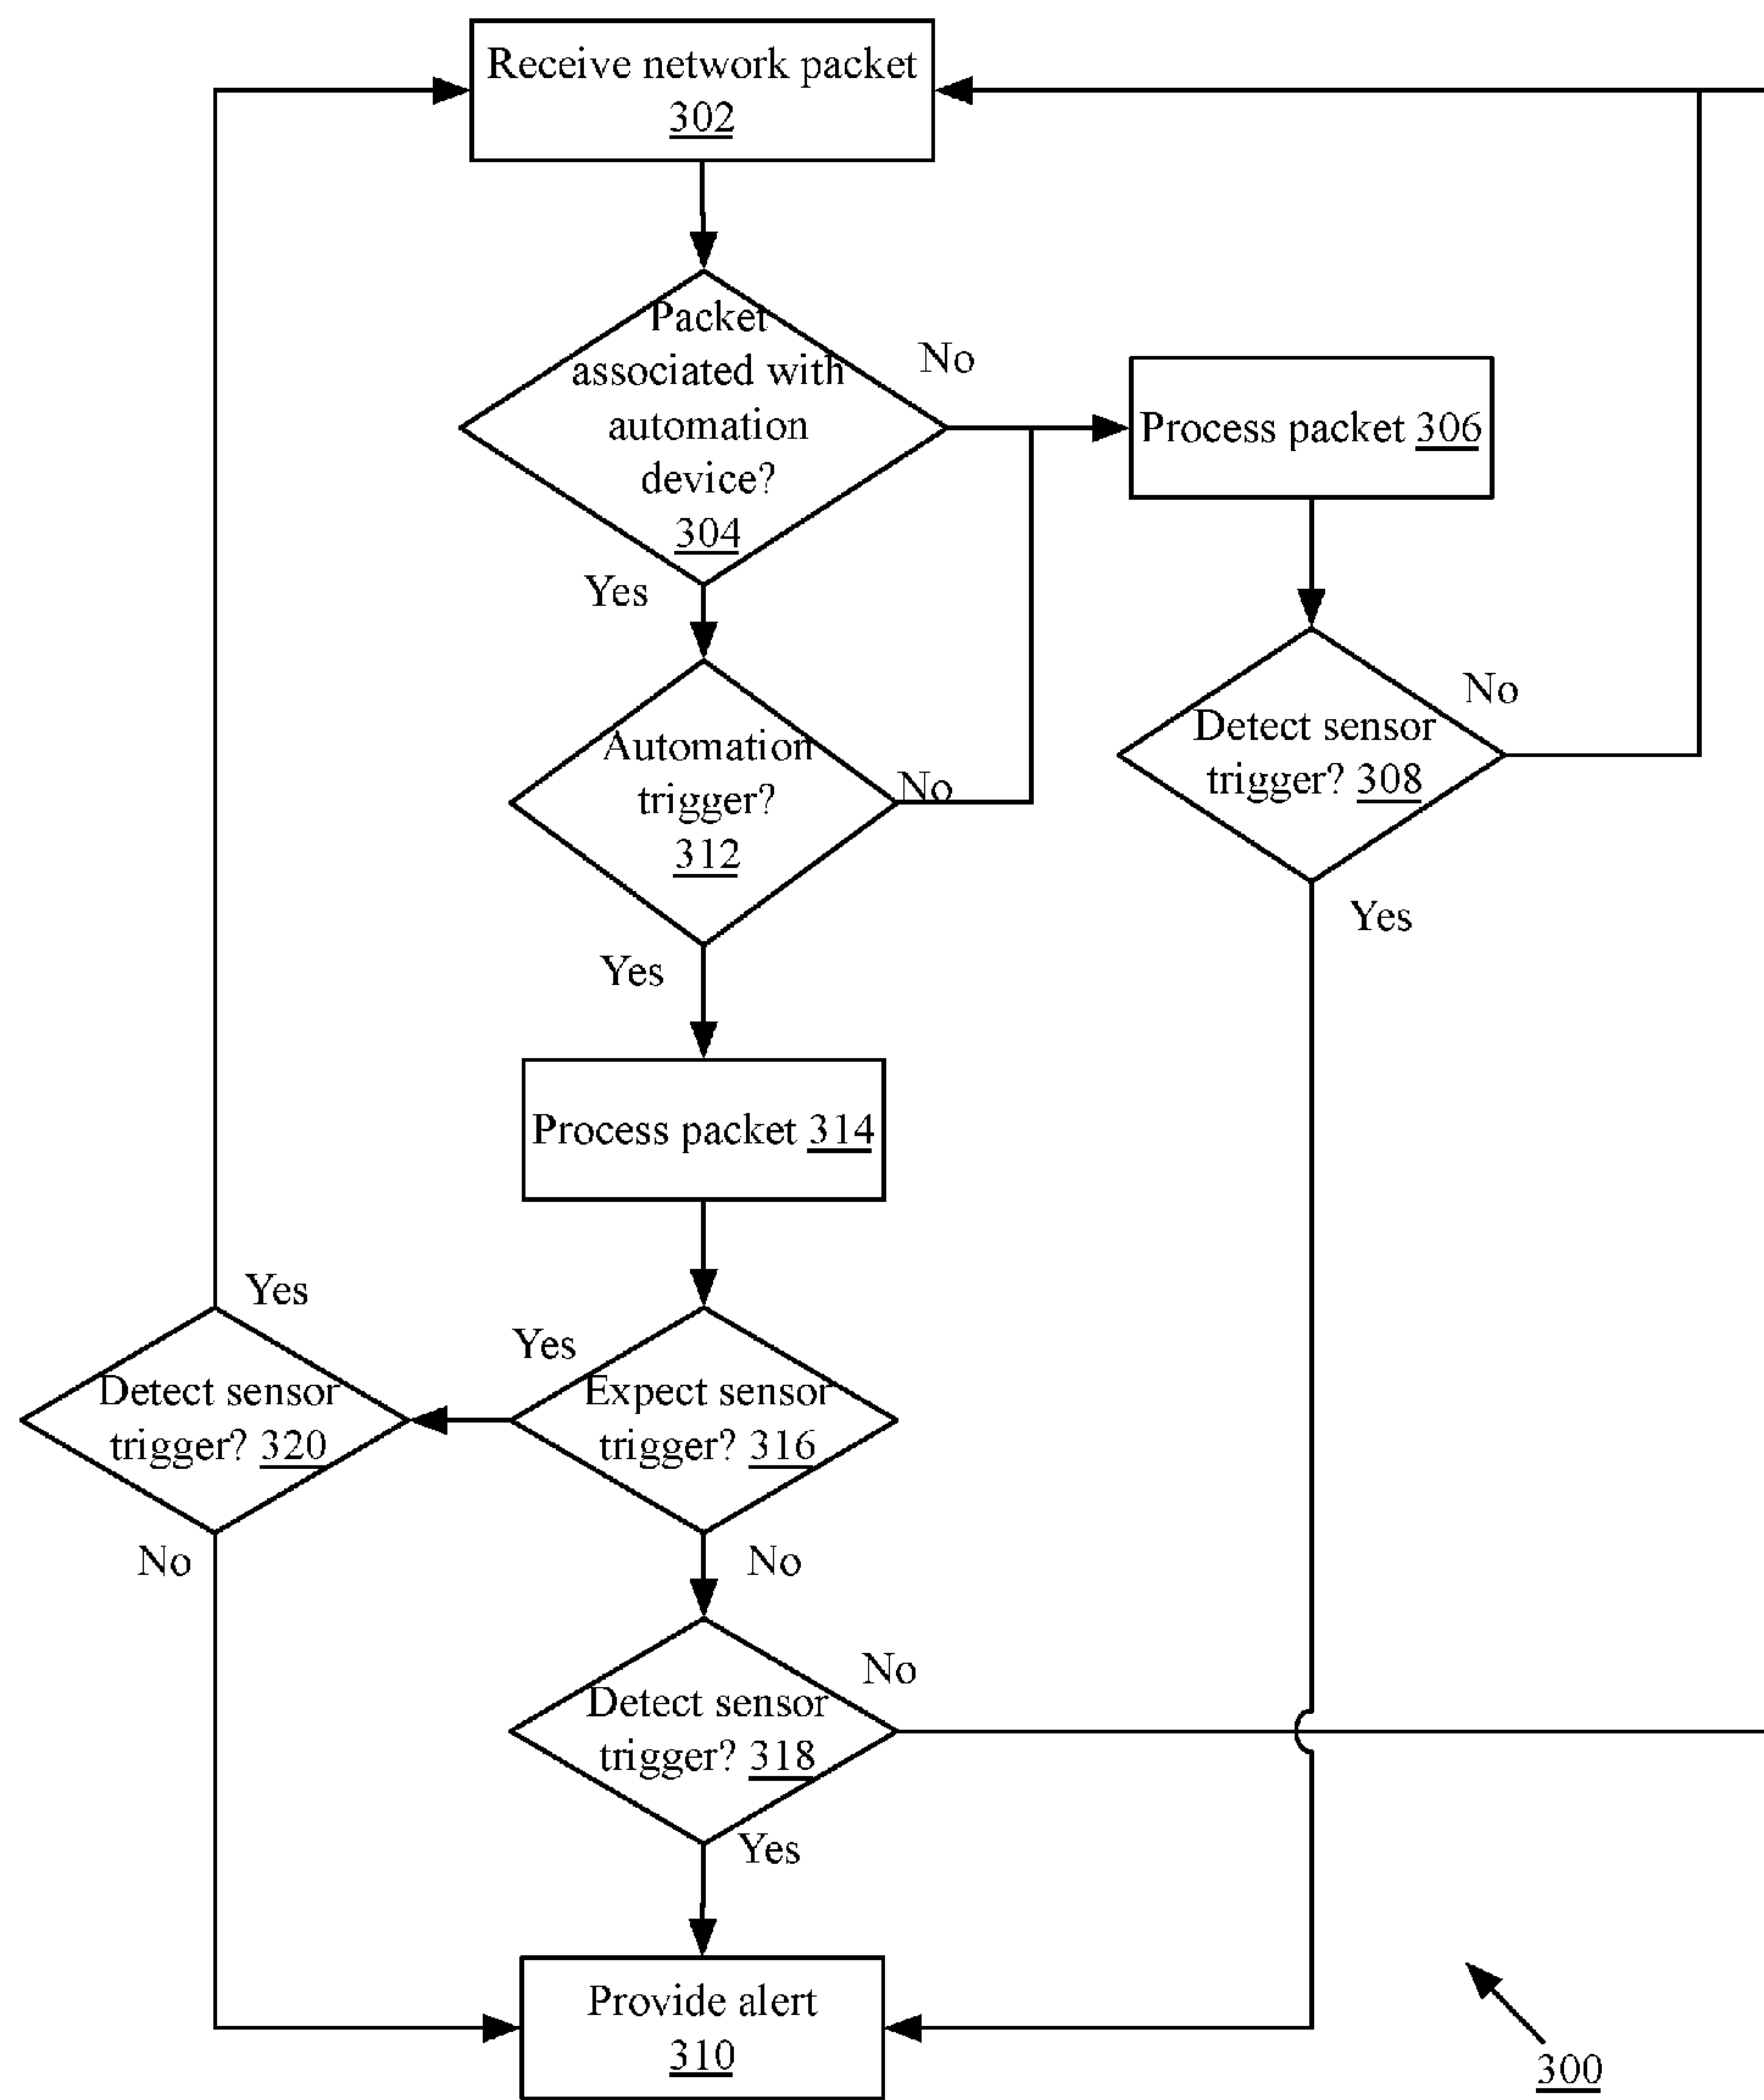 Receive network packet
302
Packet
associated with
automation
device?
304
No
Yes
Process packet 306
Detect sensor
trigger? 308
No
Yes
Automation
trigger?
312
No
Yes
Process packet 314
Expect sensor
trigger? 316
Yes
No
Detect sensor
trigger? 320
Yes
No
Detect sensor
trigger? 318
No
Yes
Provide alert
310
300